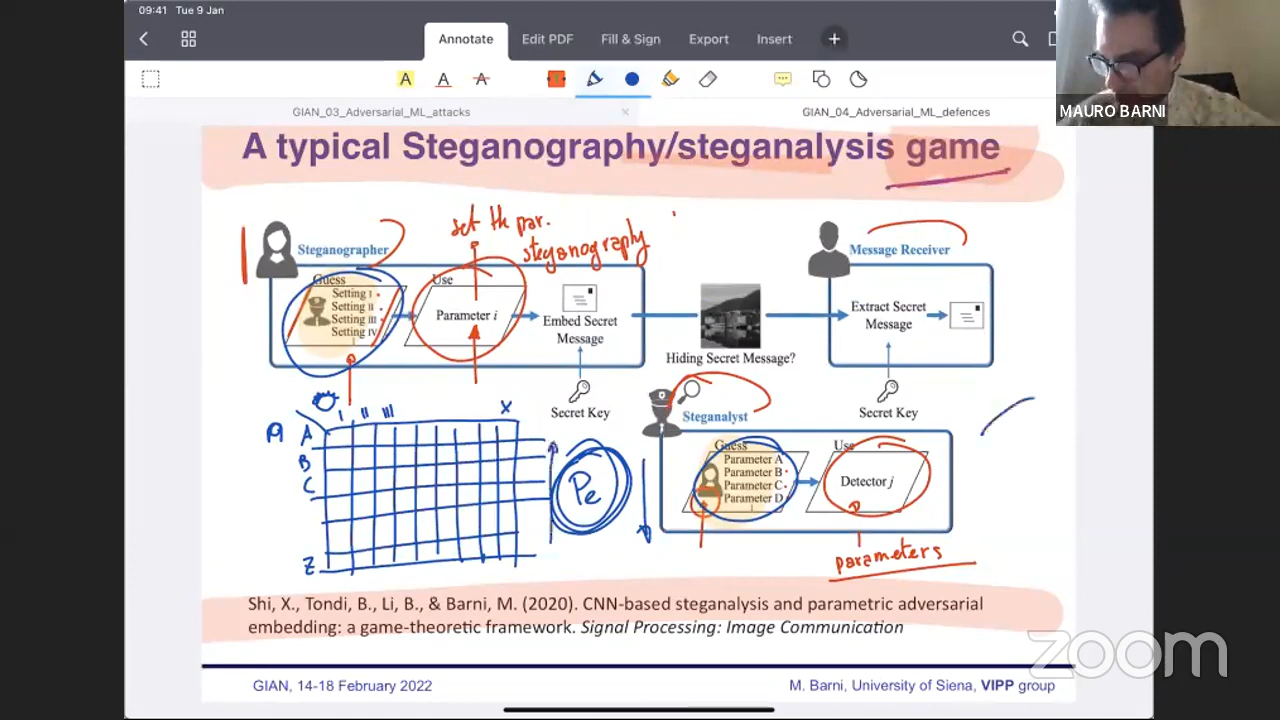 09:41 Tue 9 Jan
Annotate
Edit PDF
Fill & Sign
Export
Insert
A A A
GIAN_03_Adversarial_ML_attacks
GIAN_04_Adversarial_ML_defences
MAURO BARNI
A typical Steganography/steganalysis game
set th par.
steganography
Steganographer
Guess
Setting I
Setting II
Setting III
Setting IV
Use
Parameter i
Embed Secret
Message
Secret Key
Hiding Secret Message?
Message Receiver
Extract Secret
Message
Secret Key
Steganalyst
Guess
Parameter A
Parameter B
Parameter C
Parameter D
Use
Detector j
parameters
I II III X
A
B
C
Z
Pe
Shi, X., Tondi, B., Li, B., & Barni, M. (2020). CNN-based steganalysis and parametric adversarial
embedding: a game-theoretic framework. Signal Processing: Image Communication
GIAN, 14-18 February 2022
M. Barni, University of Siena, VIPP group
zoom